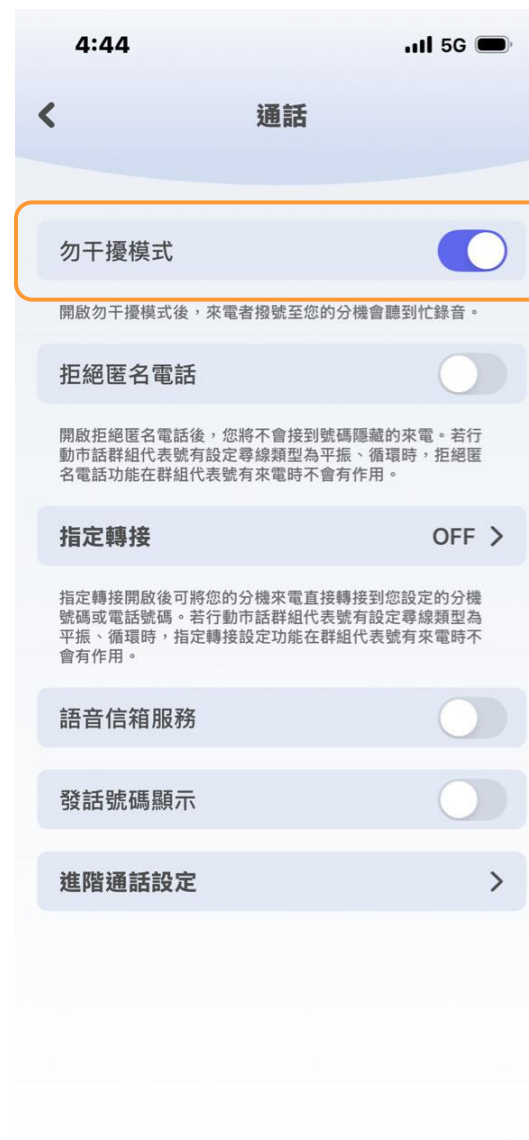 4:44
5G
通話
勿干擾模式
開啟勿干擾模式後，來電者撥號至您的分機會聽到忙錄音。
拒絕匿名電話
開啟拒絕匿名電話後，您將不會接到號碼隱藏的來電。若行
動市話群組代表號有設定尋線類型為平振、循環時，拒絕匿
名電話功能在群組代表號有來電時不會有作用。
指定轉接
OFF
指定轉接開啟後可將您的分機來電直接轉接到您設定的分機
號碼或電話號碼。若行動市話群組代表號有設定尋線類型為
平振、循環時，指定轉接設定功能在群組代表號有來電時不
會有作用。
語音信箱服務
發話號碼顯示
進階通話設定